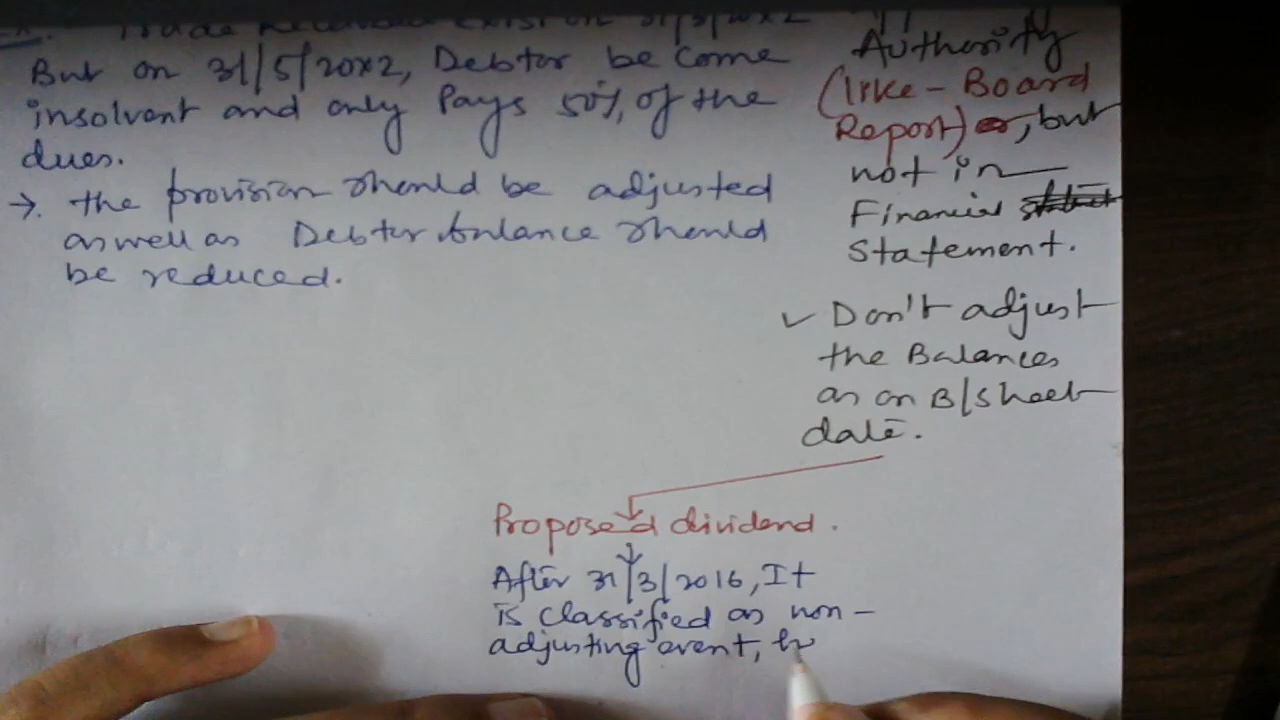 But on 31/5/20x2, Debtor become
insolvent and only Pays 50% of the
dues.
→. the provision should be adjusted
as well as Debtor balance should
be reduced.
Authority
(like - Board
Report), but
not in
Financial
Statement.
✓ Don't adjust
the Balances
as on B/Sheet
date.
Proposed dividend.
After 31/3/2016, It
is classified as non-
adjusting event,